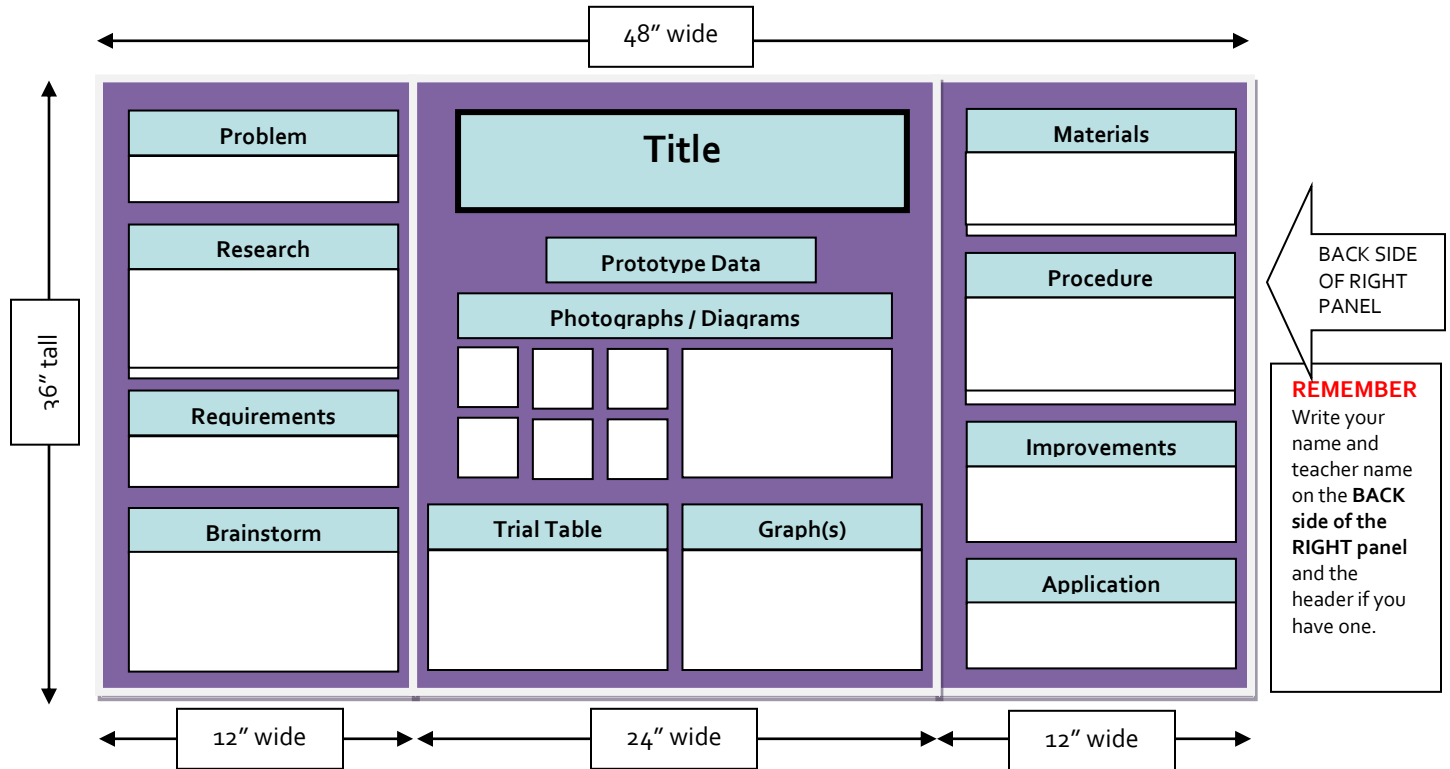 48" wide
36" tall
Problem
Research
Requirements
Brainstorm
Title
Prototype Data
Photographs / Diagrams
Trial Table
Graph(s)
Materials
Procedure
Improvements
Application
BACK SIDE
OF RIGHT
PANEL
REMEMBER
Write your
name and
teacher name
on the BACK
side of the
RIGHT panel
and the
header if you
have one.
12" wide
24" wide
12" wide